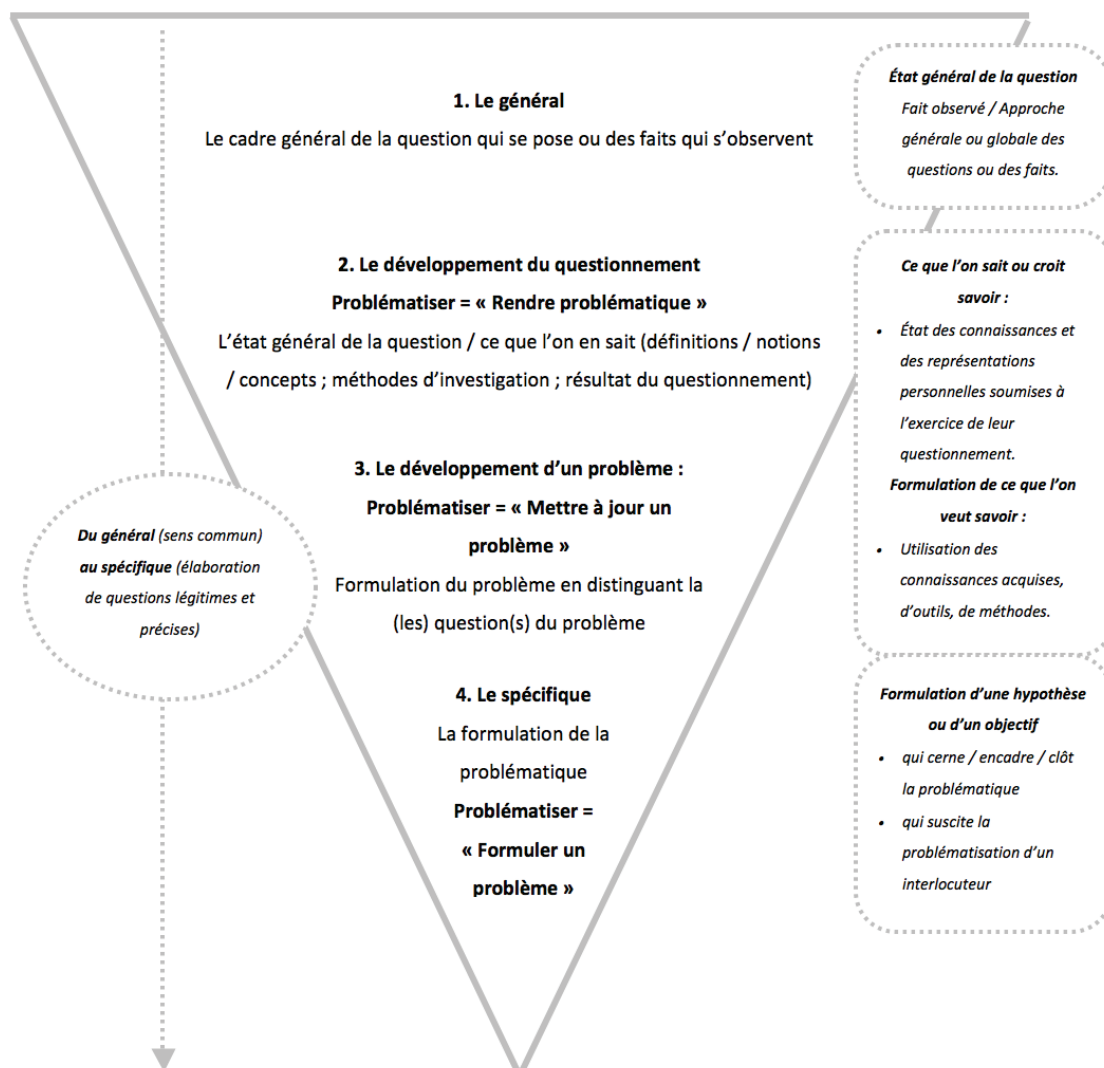 1. Le général
Le cadre général de la question qui se pose ou des faits qui s'observent
2. Le développement du questionnement
Problématiser = « Rendre problématique »
L'état général de la question / ce que l'on en sait (définitions / notions
/ concepts ; méthodes d'investigation ; résultat du questionnement)
3. Le développement d'un problème :
Problématiser = « Mettre à jour un
problème »
Formulation du problème en distinguant la
(les) question(s) du problème
4. Le spécifique
La formulation de la
problématique
Problématiser =
« Formuler un
problème »
Du général (sens commun)
au spécifique (élaboration
de questions légitimes et
précises)
État général de la question
Fait observé / Approche
générale ou globale des
questions ou des faits.
Ce que l'on sait ou croit
savoir :
• État des connaissances et
des représentations
personnelles soumises à
l'exercice de leur
questionnement.
Formulation de ce que l'on
veut savoir :
• Utilisation des
connaissances acquises,
d'outils, de méthodes.
Formulation d'une hypothèse
ou d'un objectif
• qui cerne / encadre / clôt
la problématique
• qui suscite la
problématisation d'un
interlocuteur